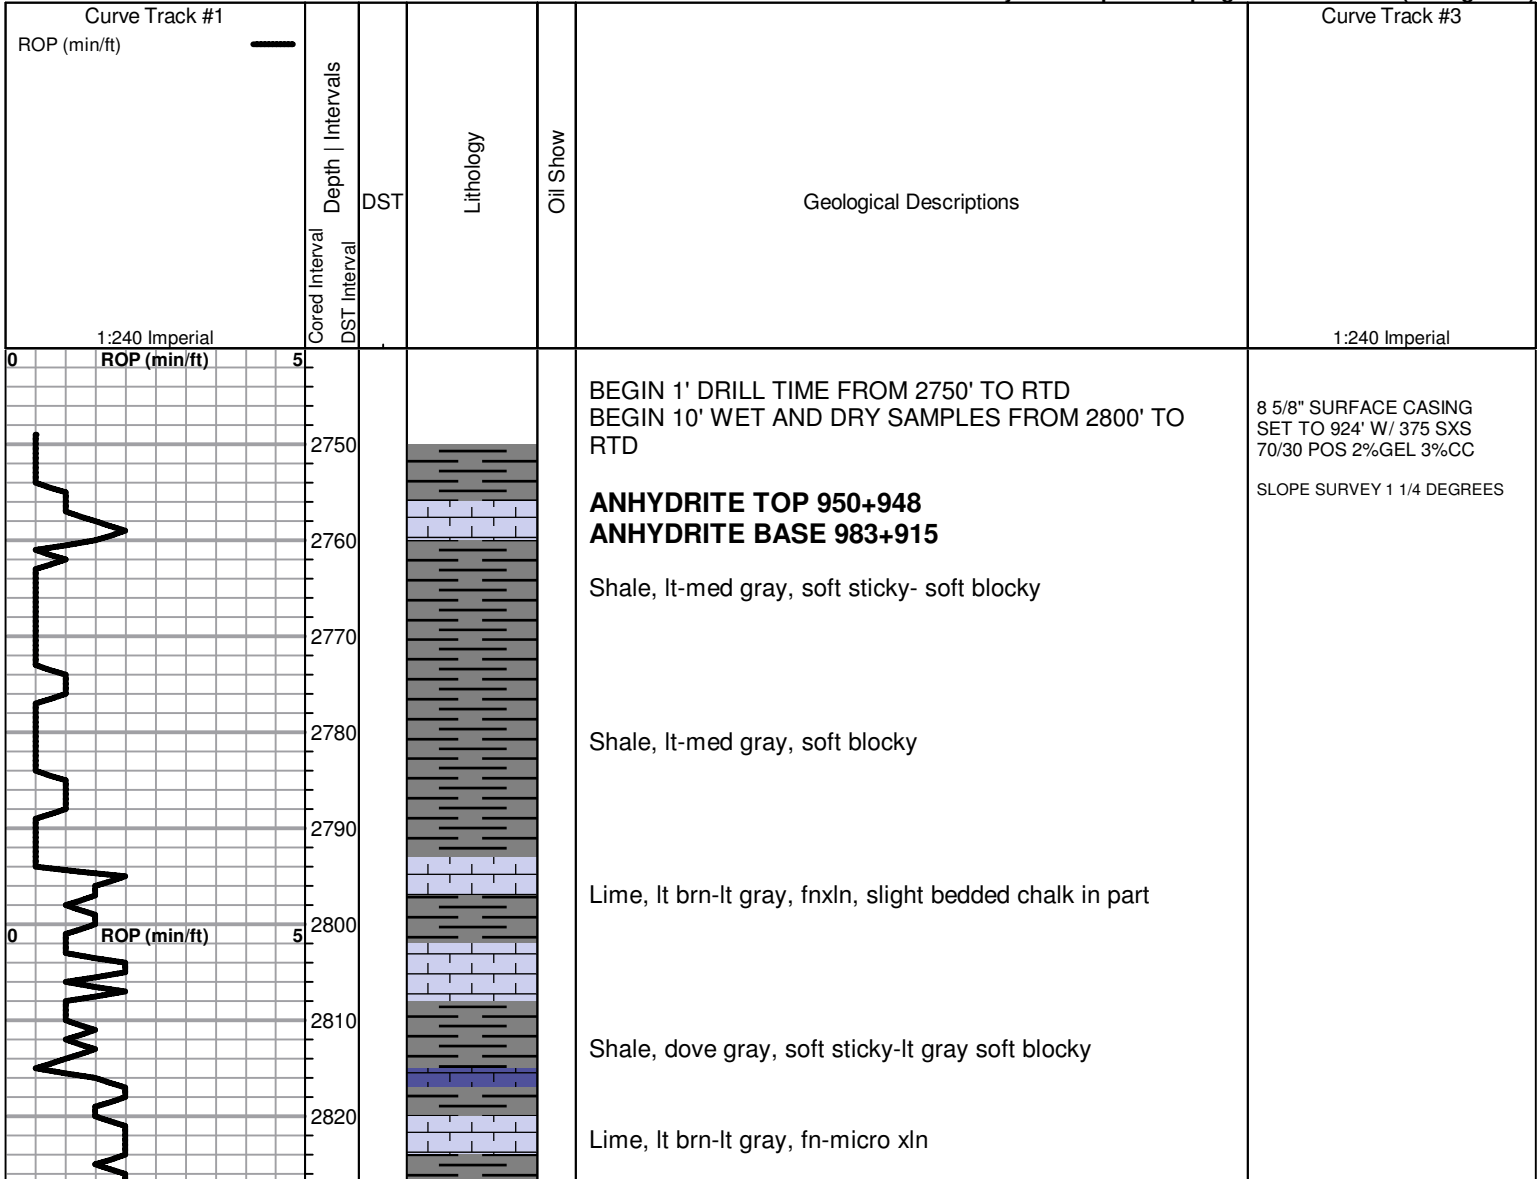 Curve Track #1
ROP (min/ft)
1:240 Imperial
Depth | Intervals
Cored Interval
DST Interval
DST
Lithology
Oil Show
Geological Descriptions
Curve Track #3
1:240 Imperial
0 ROP (min/ft) 5
BEGIN 1' DRILL TIME FROM 2750' TO RTD
BEGIN 10' WET AND DRY SAMPLES FROM 2800' TO
RTD
8 5/8" SURFACE CASING
SET TO 924' W/ 375 SXS
70/30 POS 2%GEL 3%CC
SLOPE SURVEY 1 1/4 DEGREES
2750
ANHYDRITE TOP 950+948
ANHYDRITE BASE 983+915
2760
Shale, lt-med gray, soft sticky- soft blocky
2770
2780
Shale, lt-med gray, soft blocky
2790
Lime, lt brn-lt gray, fnxln, slight bedded chalk in part
2800
0 ROP (min/ft) 5
2810
Shale, dove gray, soft sticky-lt gray soft blocky
2820
Lime, lt brn-lt gray, fn-micro xln